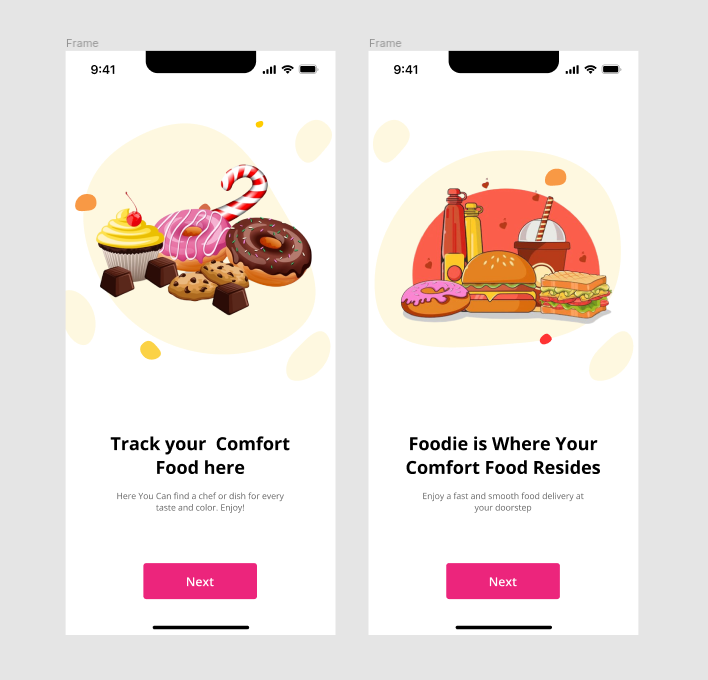 Frame
9:41
Track your  Comfort
Food here
Here You Can find a chef or dish for every
taste and color. Enjoy!
Next
Frame
9:41
Foodie is Where Your
Comfort Food Resides
Enjoy a fast and smooth food delivery at
your doorstep
Next